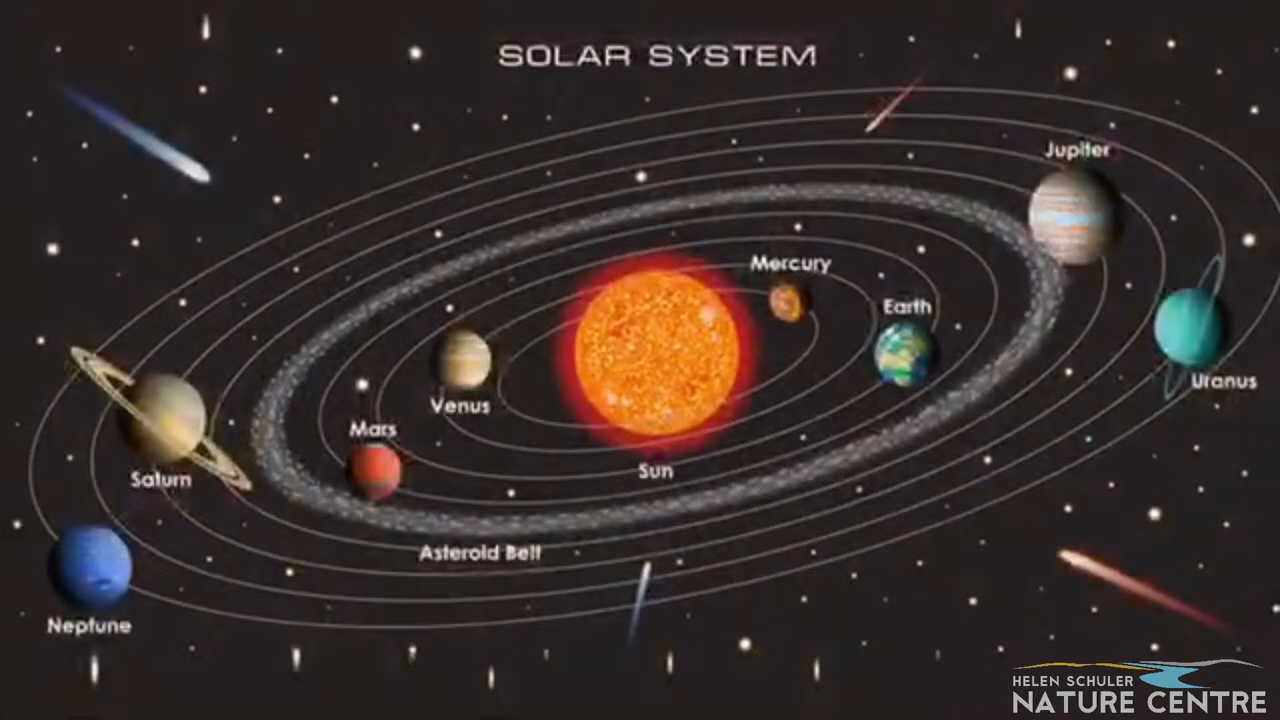 SOLAR SYSTEM
Jupiter
Mercury
Earth
Uranus
Venus
Mars
Sun
Saturn
Asteroid Belt
Neptune
HELEN SCHULER
NATURE CENTRE